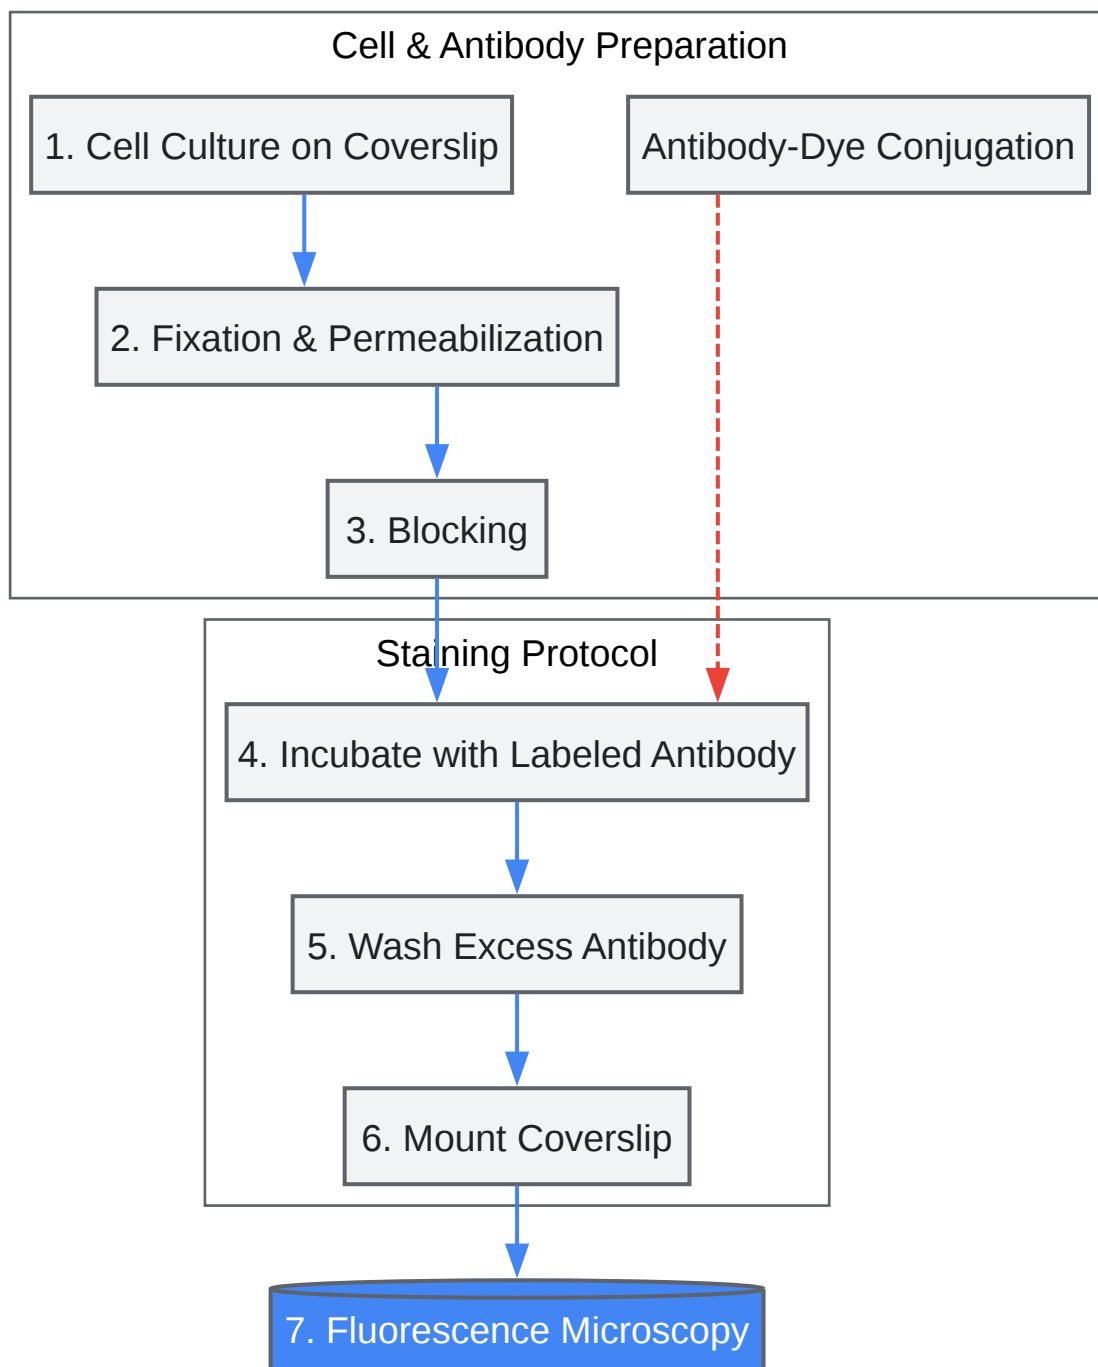 Cell & Antibody Preparation
1. Cell Culture on Coverslip
Antibody-Dye Conjugation
2. Fixation & Permeabilization
3. Blocking
Staining Protocol
4. Incubate with Labeled Antibody
5. Wash Excess Antibody
6. Mount Coverslip
7. Fluorescence Microscopy